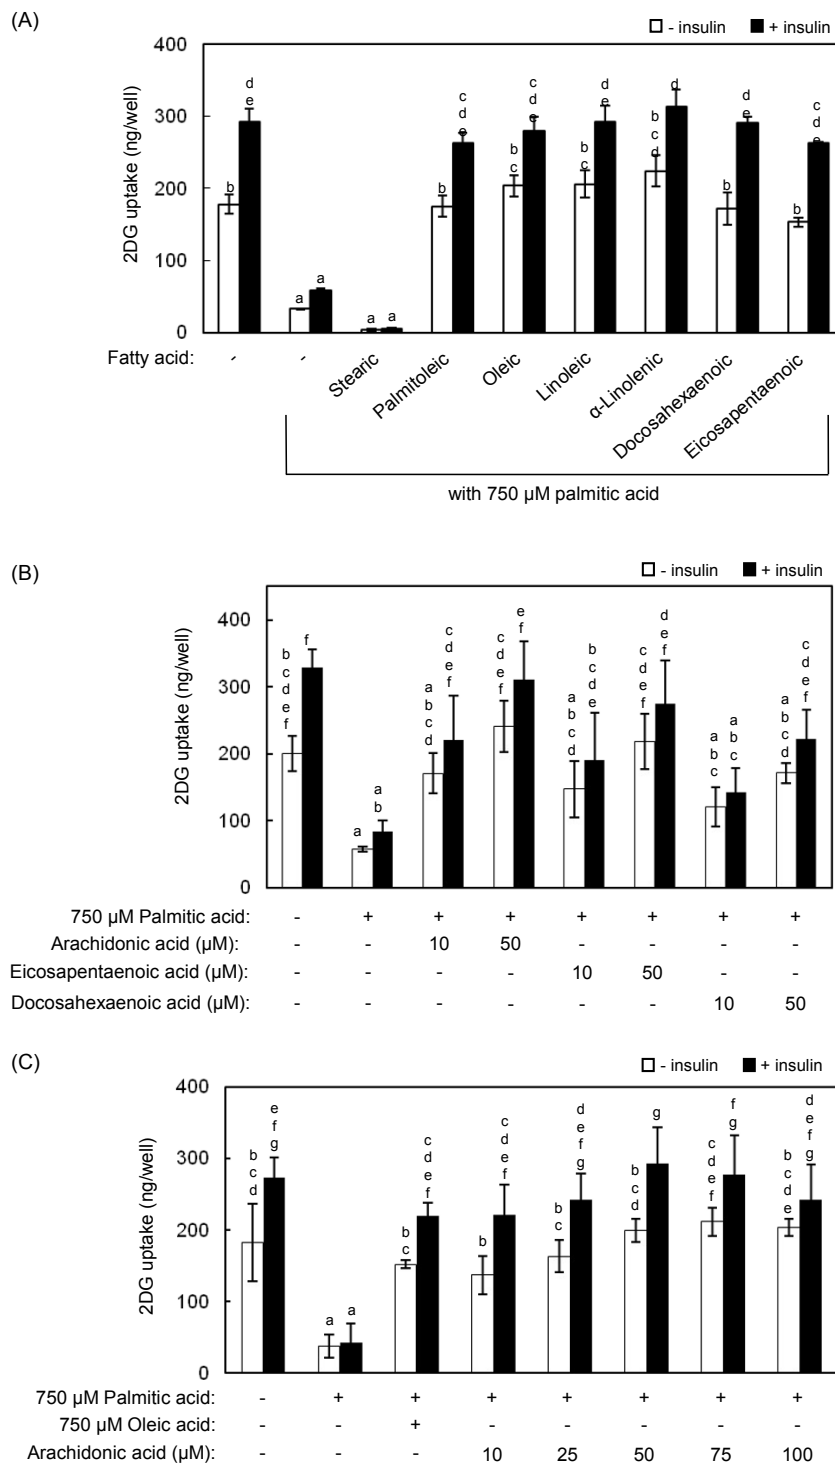 (A)
- insulin + insulin
400
300
200
100
0
2DG uptake (ng/well)
b
d
e
a
a
a
a
b
c
d
e
b
c
c
d
e
b
c
d
e
b
c
d
d
b
d
e
b
c
d
e
Fatty acid: - - Stearic Palmitoleic Oleic Linoleic α-Linolenic Docosahexaenoic Eicosapentaenoic
with 750 µM palmitic acid
(B)
- insulin + insulin
400
300
200
100
0
2DG uptake (ng/well)
b
c
d
e
f
f
a
a
b
a
b
c
d
c
d
e
f
c
d
e
f
e
f
a
b
c
d
b
c
d
e
c
d
e
f
d
e
f
a
b
c
a
b
c
a
b
c
d
c
d
e
f
750 µM Palmitic acid: - + + + + + + +
Arachidonic acid (µM): - - 10 50 - - - -
Eicosapentaenoic acid (µM): - - - - 10 50 - -
Docosahexaenoic acid (µM): - - - - - - 10 50
(C)
- insulin + insulin
400
300
200
100
0
2DG uptake (ng/well)
b
c
d
e
f
g
a
a
b
c
c
d
e
f
b
c
d
e
f
b
c
d
e
f
g
b
c
d
g
c
d
e
f
f
g
b
c
d
e
d
e
f
g
750 µM Palmitic acid: - + + + + + + +
750 µM Oleic acid: - - + - - - - -
Arachidonic acid (µM): - - - 10 25 50 75 100